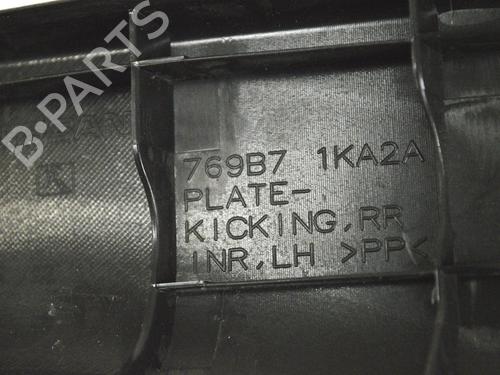 B-PARTS
769B7 1KA2A
PLATE-
KICKING,RR
INR,LH >PP<